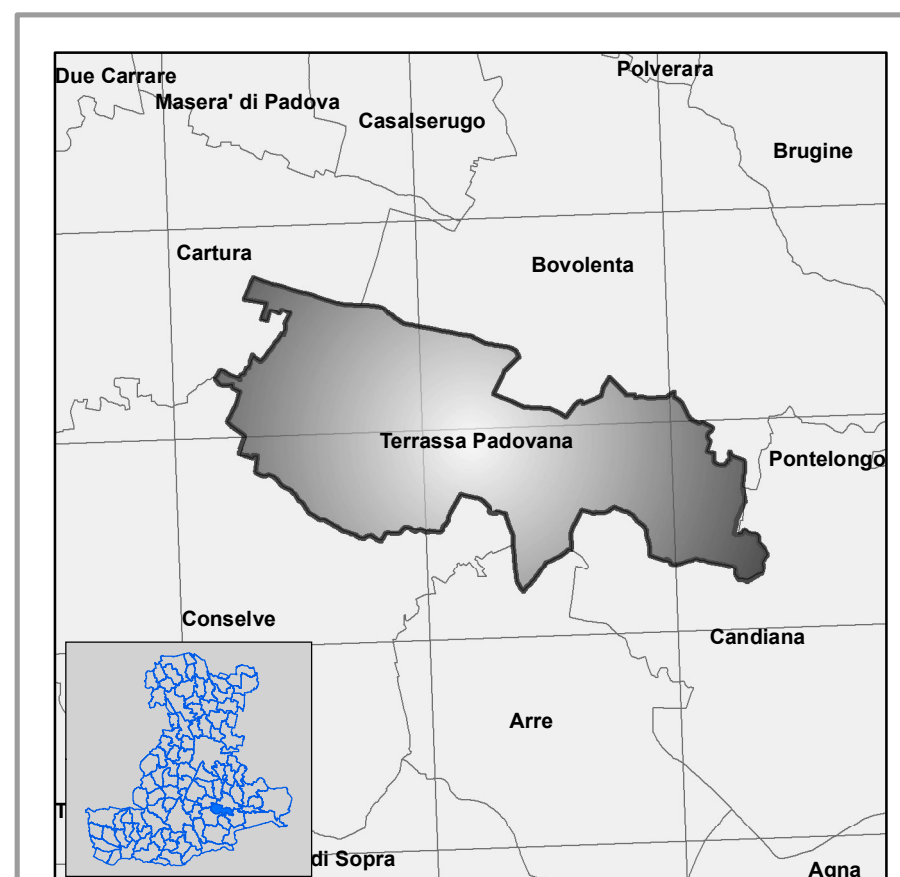 Due Carrare
Polverara
Masera' di Padova
Casalserugo
Brugine
Cartura
Bovolenta
Terrassa Padovana
Pontelongo
Conselve
Candiana
Arre
T
di Sopra
Agna